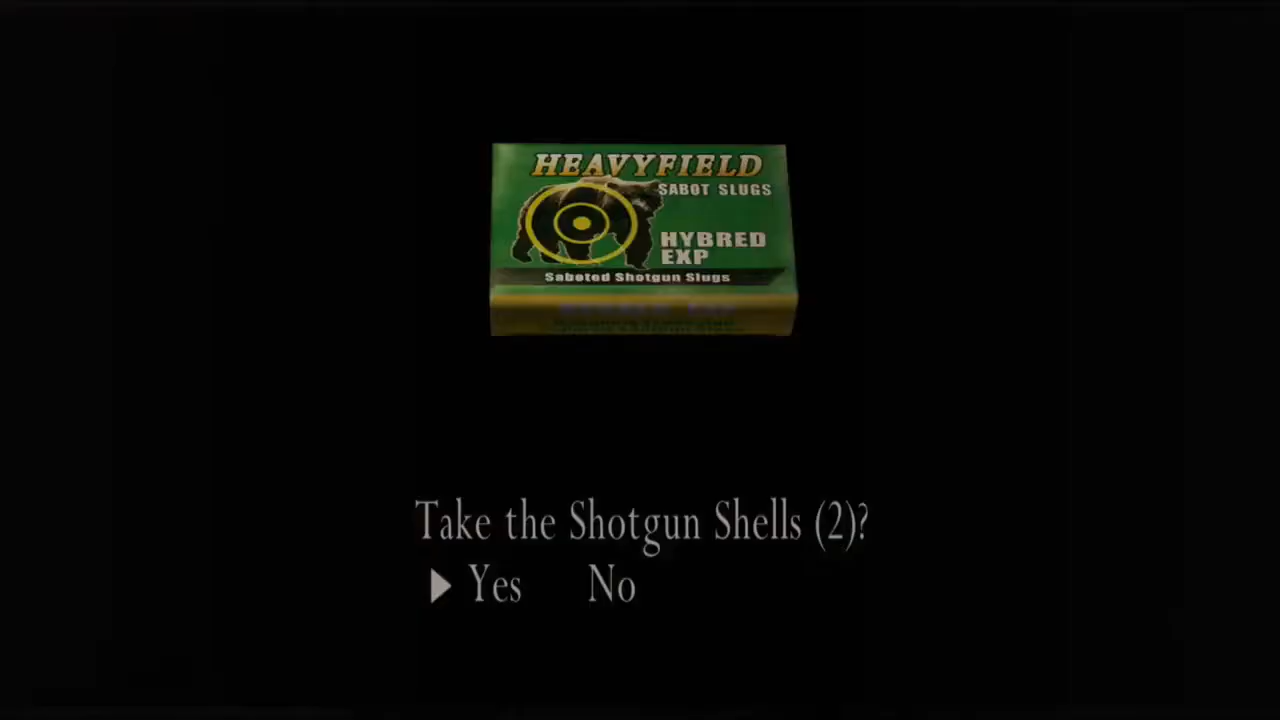 HEAVYFIELD
SABOT SLUGS
HYBRED
EXP
Saboted Shotgun Slugs
Take the Shotgun Shells (2)?
Yes No